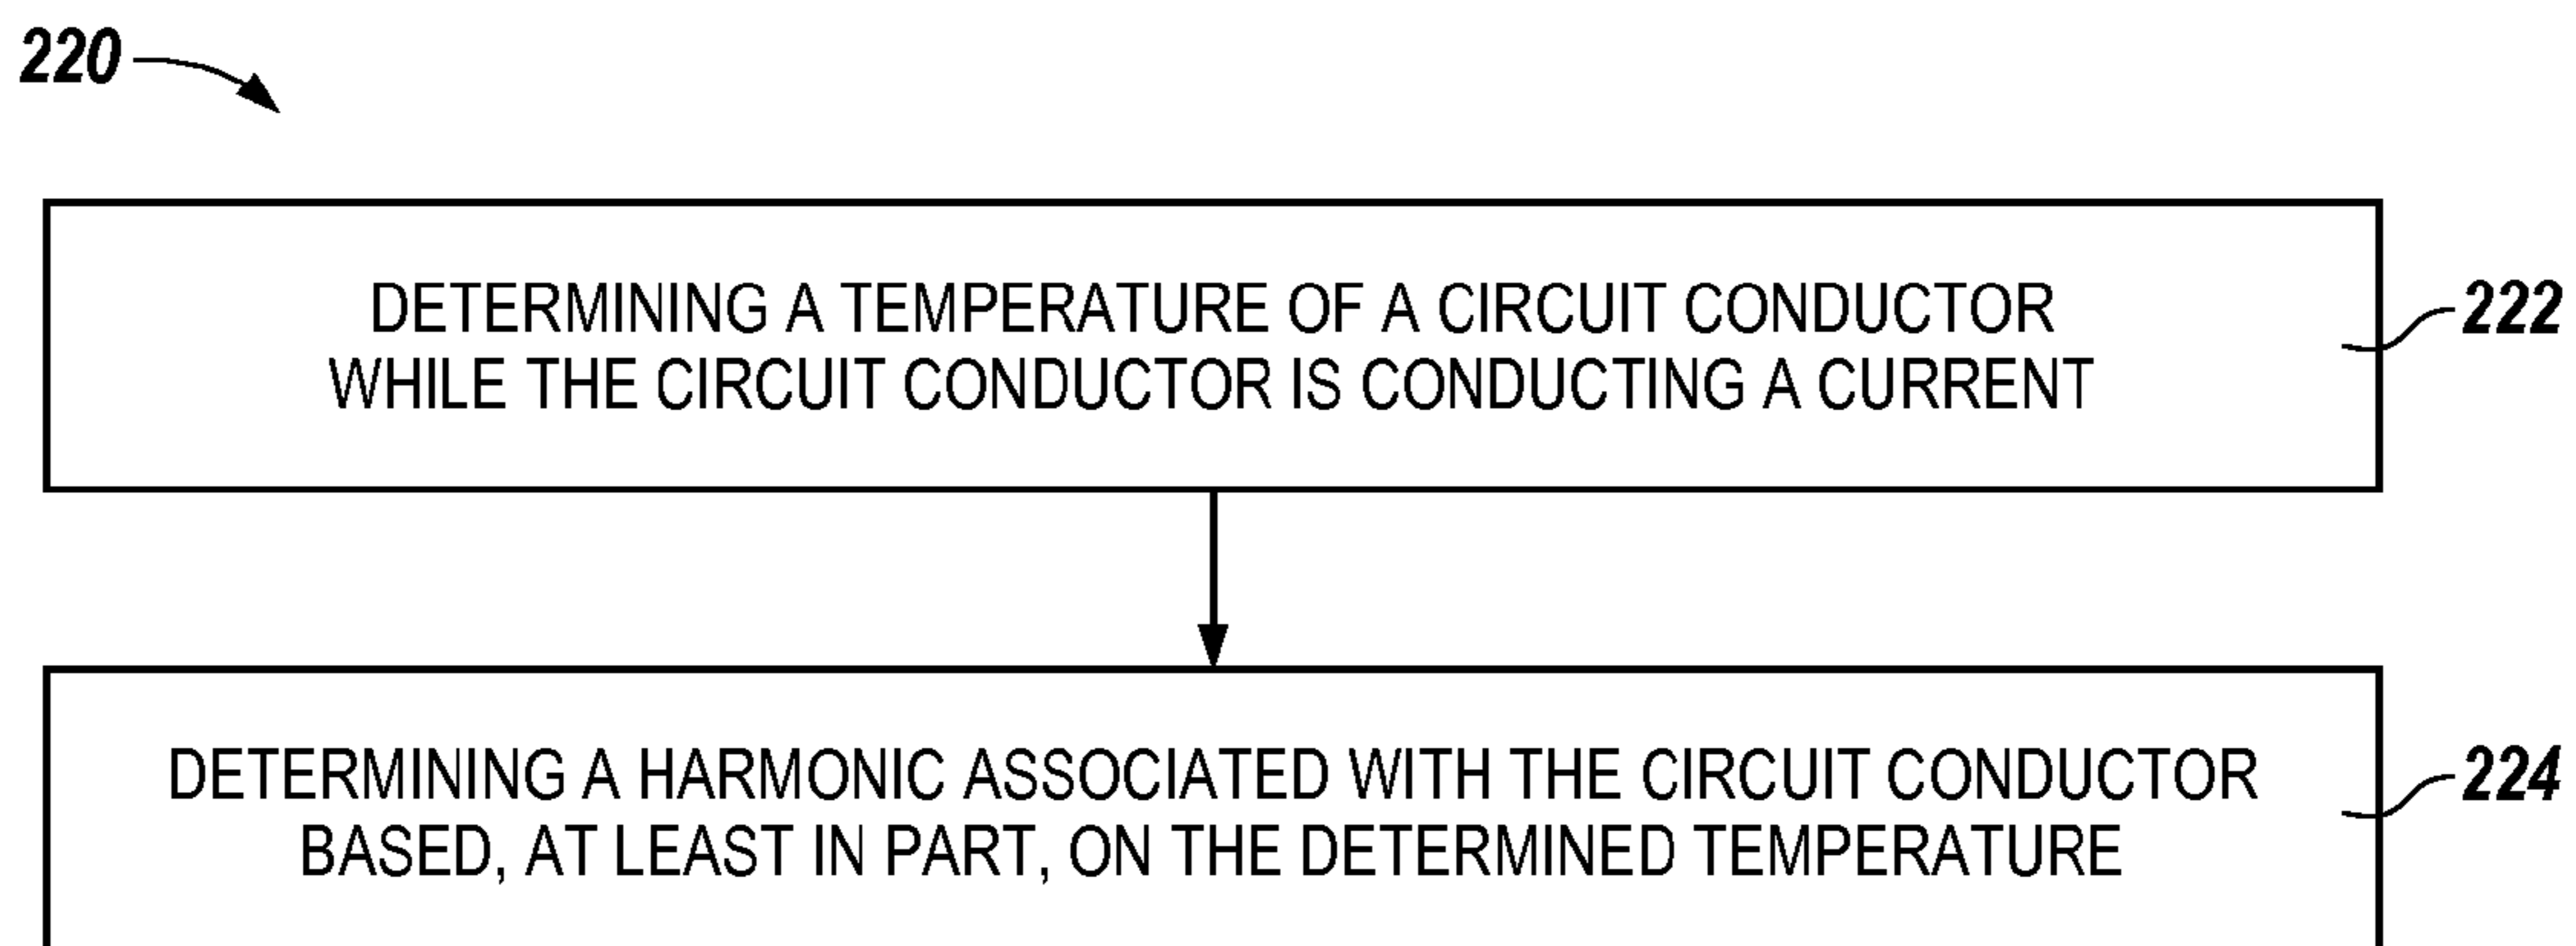 220
DETERMINING A TEMPERATURE OF A CIRCUIT CONDUCTOR
WHILE THE CIRCUIT CONDUCTOR IS CONDUCTING A CURRENT
222
DETERMINING A HARMONIC ASSOCIATED WITH THE CIRCUIT CONDUCTOR
BASED, AT LEAST IN PART, ON THE DETERMINED TEMPERATURE
224